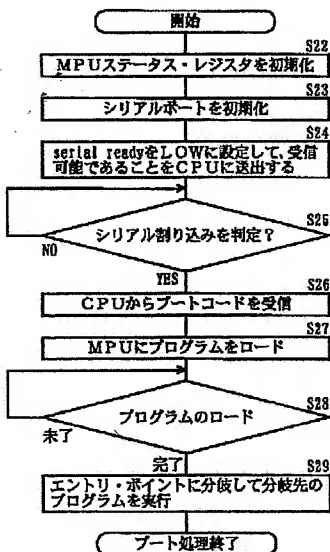 開始
S22
MPUステータス・レジスタを初期化
S23
シリアルポートを初期化
S24
serial readyをLOWに設定して、受信
可能であることをCPUに送出する
S25
シリアル割り込みを判定？
NO
YES
S26
CPUからブートコードを受信
S27
MPUにプログラムをロード
S28
プログラムのロード
未了
完了
S29
エントリ・ポイントに分岐して分岐先の
プログラムを実行
ブート処理終了